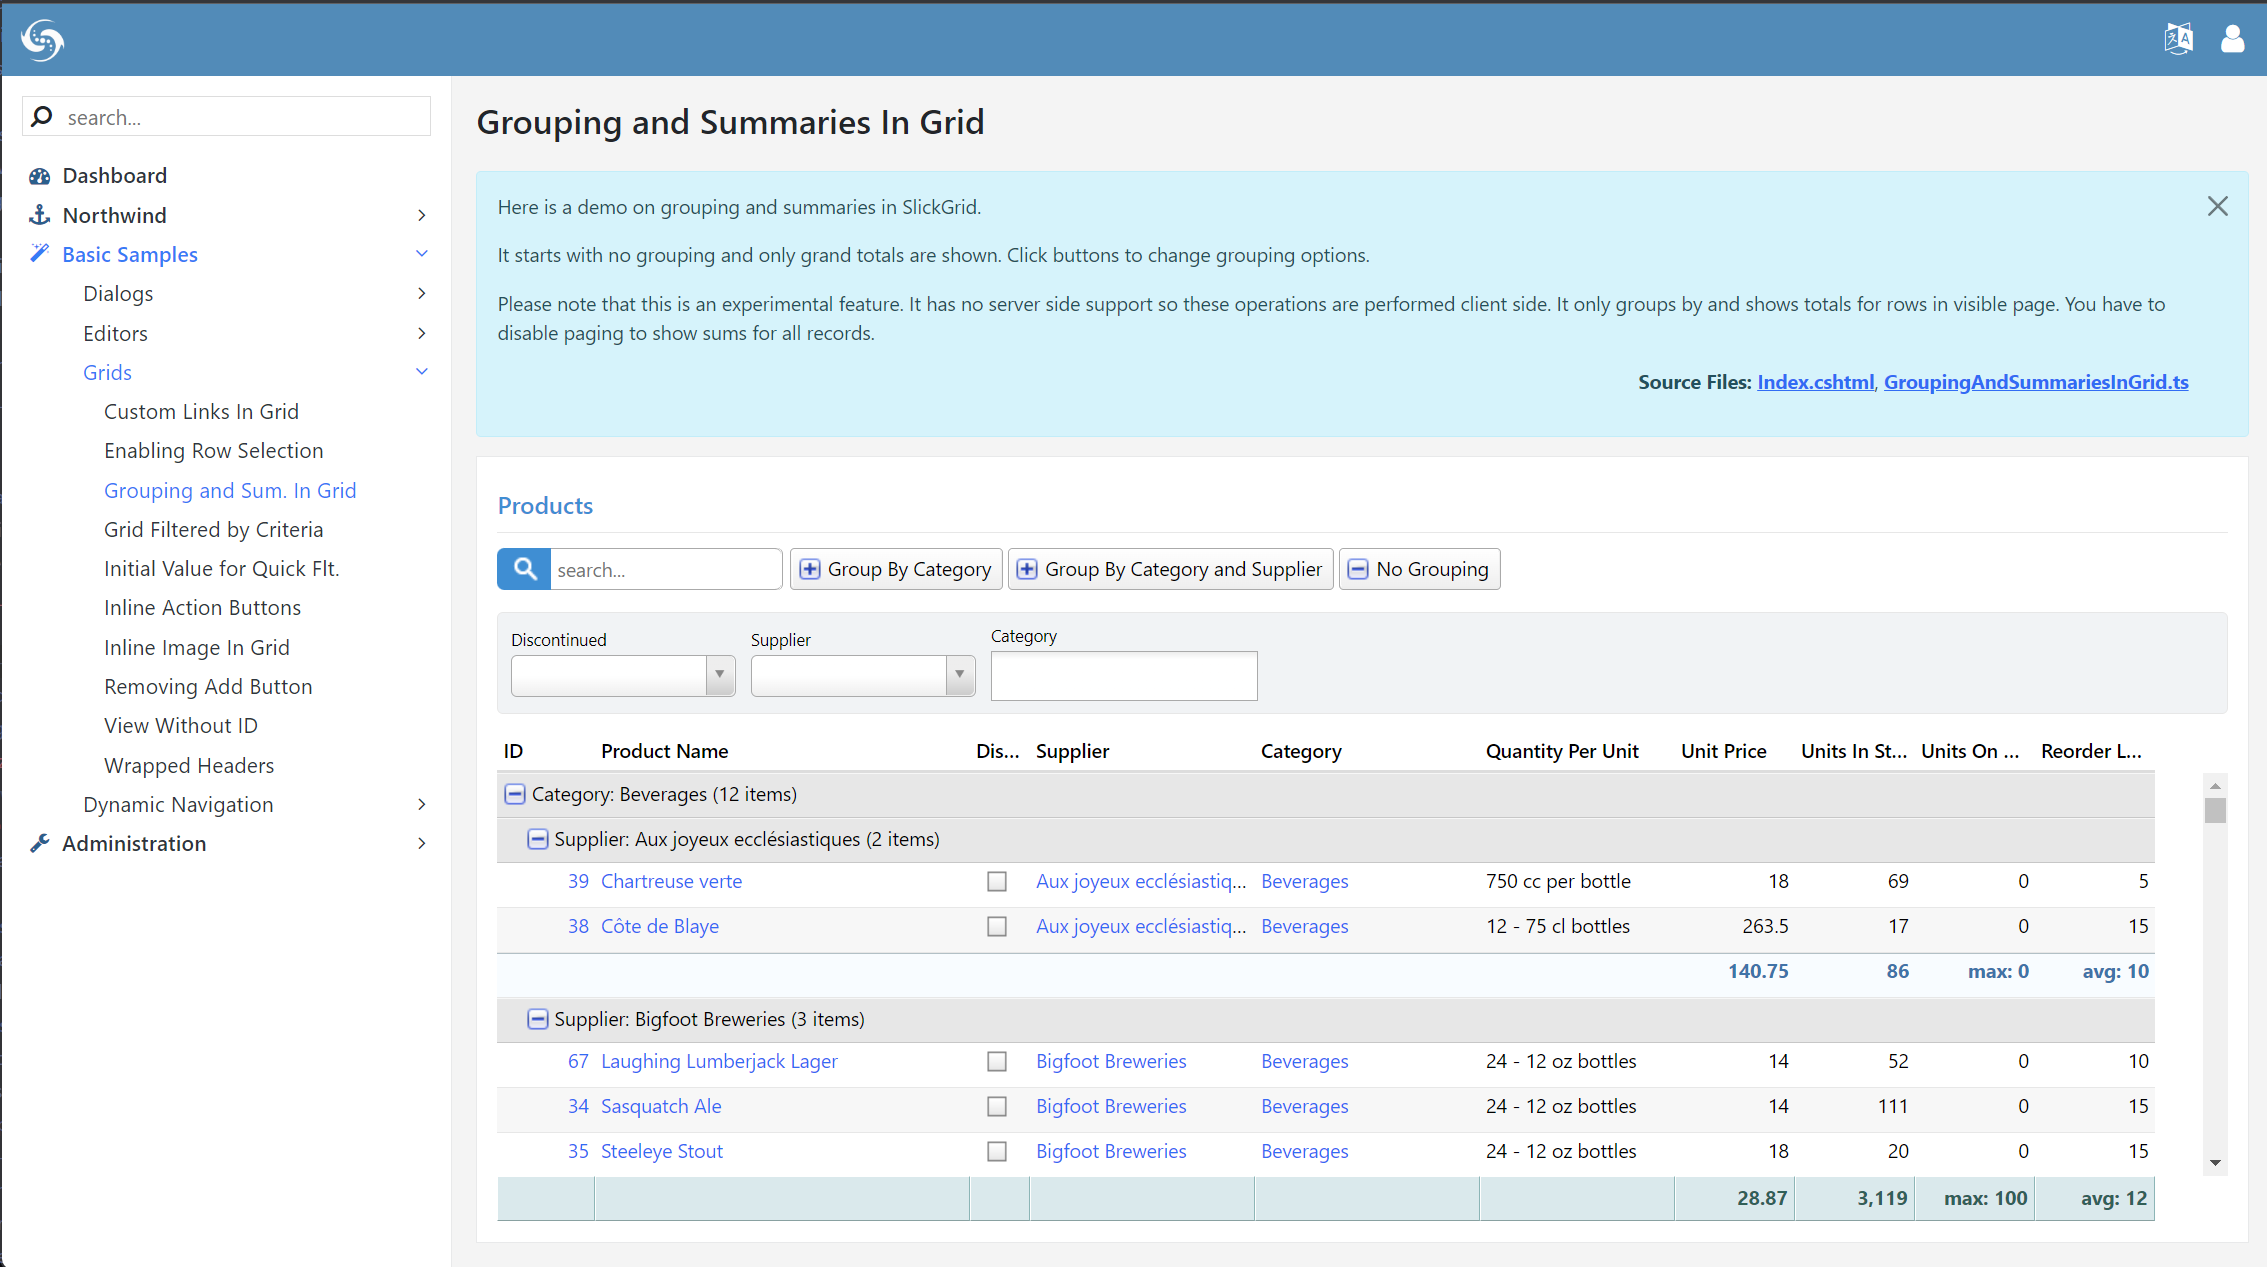 search...
Dashboard
Northwind
Basic Samples
Dialogs
Editors
Grids
Custom Links In Grid
Enabling Row Selection
Grouping and Sum. In Grid
Grid Filtered by Criteria
Initial Value for Quick Flt.
Inline Action Buttons
Inline Image In Grid
Removing Add Button
View Without ID
Wrapped Headers
Dynamic Navigation
Administration
Grouping and Summaries In Grid
Here is a demo on grouping and summaries in SlickGrid.
It starts with no grouping and only grand totals are shown. Click buttons to change grouping options.
Please note that this is an experimental feature. It has no server side support so these operations are performed client side. It only groups by and shows totals for rows in visible page. You have to
disable paging to show sums for all records.
Source Files: Index.cshtml, GroupingAndSummariesInGrid.ts
Products
search... Group By Category Group By Category and Supplier No Grouping
Discontinued Supplier Category
ID Product Name Dis... Supplier Category Quantity Per Unit Unit Price Units In St... Units On ... Reorder L...
Category: Beverages (12 items)
Supplier: Aux joyeux ecclésiastiques (2 items)
39 Chartreuse verte Aux joyeux ecclésiastiq... Beverages 750 cc per bottle 18 69 0 5
38 Côte de Blaye Aux joyeux ecclésiastiq... Beverages 12 - 75 cl bottles 263.5 17 0 15
140.75 86 max: 0 avg: 10
Supplier: Bigfoot Breweries (3 items)
67 Laughing Lumberjack Lager Bigfoot Breweries Beverages 24 - 12 oz bottles 14 52 0 10
34 Sasquatch Ale Bigfoot Breweries Beverages 24 - 12 oz bottles 14 111 0 15
35 Steeleye Stout Bigfoot Breweries Beverages 24 - 12 oz bottles 18 20 0 15
28.87 3,119 max: 100 avg: 12